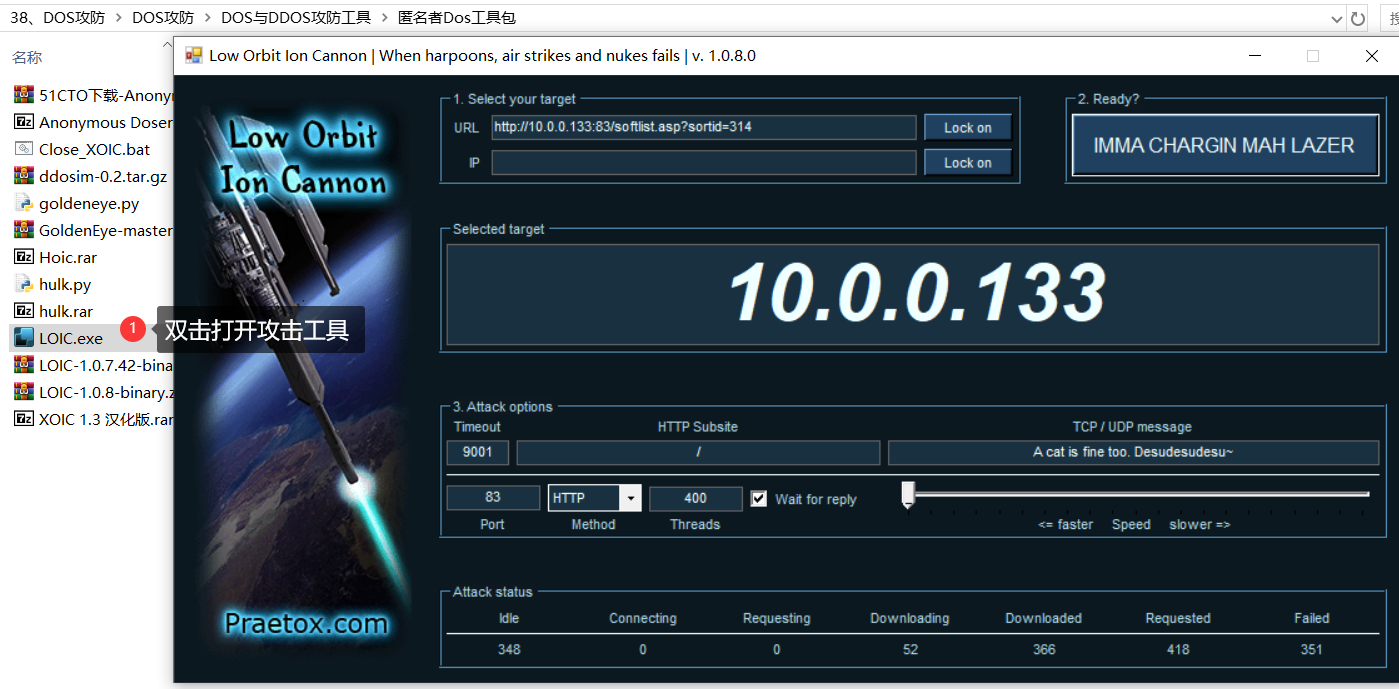 38、DOS攻防 > DOS攻防 > DOS与DDOS攻防工具 > 匿名者Dos工具包
名称
51CTO下载-Anony
Anonymous Doser
Close_XOIC.bat
ddosim-0.2.tar.gz
goldeneye.py
GoldenEye-master
Hoic.rar
hulk.py
hulk.rar
LOIC.exe
LOIC-1.0.7.42-bina
LOIC-1.0.8-binary.z
XOIC 1.3 汉化版.rar
1 双击打开攻击工具
Low Orbit Ion Cannon | When harpoons, air strikes and nukes fails | v. 1.0.8.0
Low Orbit
Ion Cannon
Praetox.com
1. Select your target
URL http://10.0.0.133:83/softlist.asp?sortid=314 Lock on
IP Lock on
2. Ready?
IMMA CHARGIN MAH LAZER
Selected target
10.0.0.133
3. Attack options
Timeout HTTP Subsite TCP / UDP message
9001 / A cat is fine too. Desudesudesu~
83 HTTP 400 Wait for reply
Port Method Threads <= faster Speed slower =>
Attack status
Idle Connecting Requesting Downloading Downloaded Requested Failed
348 0 0 52 366 418 351